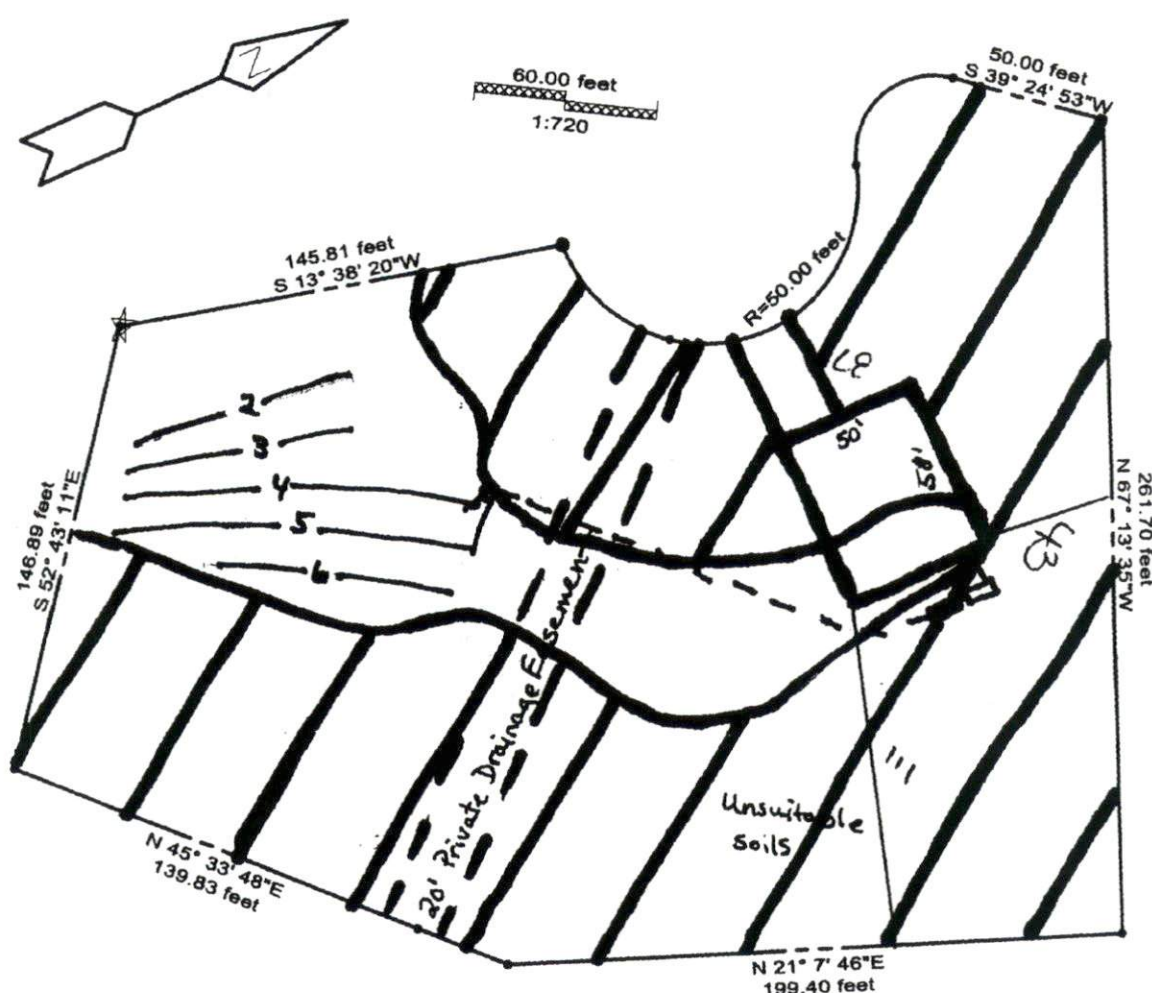 N
60.00 feet
1:720
50.00 feet
S 39° 24' 53"W
145.81 feet
S 13° 38' 20"W
R=50.00 feet
37
50'
58'
43
2
3
4
5
6
146.89 feet
S 52° 43' 11"E
261.70 feet
N 67° 13' 35"W
20' Private Drainage Easement
111
Unsuitable
Soils
N 45° 33' 48"E
139.83 feet
N 21° 7' 46"E
199.40 feet